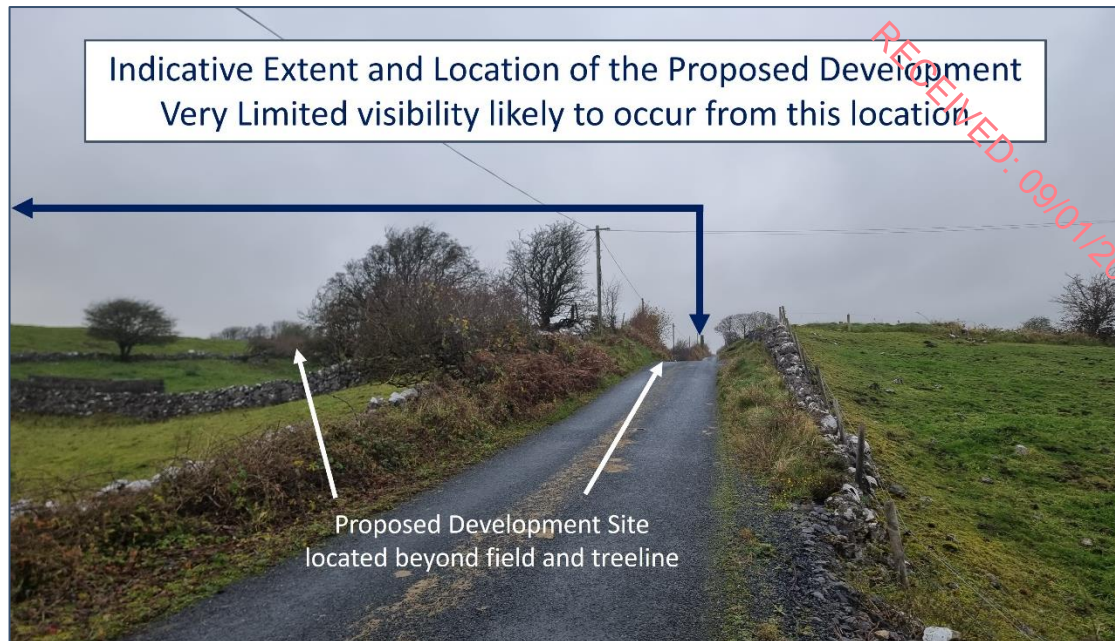 Indicative Extent and Location of the Proposed Development
Very Limited visibility likely to occur from this location
RECEIVED: 09/01/20
Proposed Development Site
located beyond field and treeline